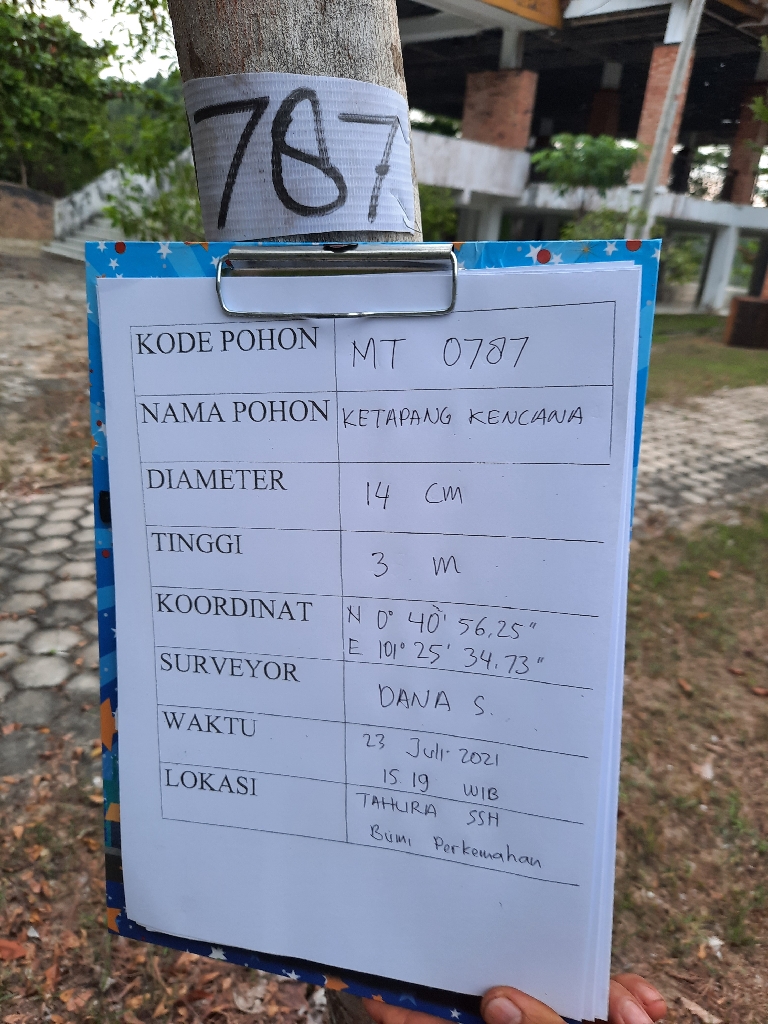 787
KODE POHON MT 0787
NAMA POHON KETAPANG KENCANA
DIAMETER 14 CM
TINGGI 3 m
KOORDINAT N 0° 40' 56,25"
E 101° 25' 34.73"
SURVEYOR DANA S.
WAKTU 23 Juli 2021
15.19 WIB
LOKASI TAHURA SSH
Bumi Perkemahan